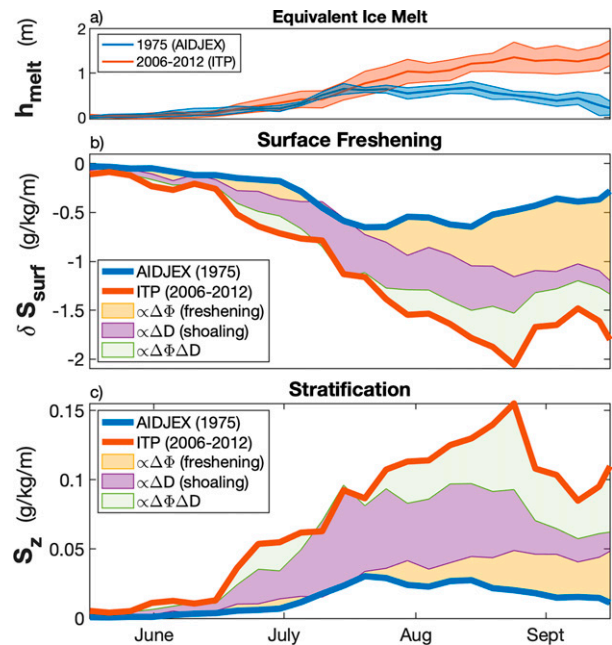 a)
Equivalent Ice Melt
h_melt (m)
2
1
0
1975 (AIDJEX)
2006-2012 (ITP)
b)
Surface Freshening
δ S_surf (g/kg/m)
0
-0.5
-1
-1.5
-2
AIDJEX (1975)
ITP (2006-2012)
∝ΔΦ (freshening)
∝ΔD (shoaling)
∝ΔΦΔD
c)
Stratification
S_z (g/kg/m)
0.15
0.1
0.05
0
AIDJEX (1975)
ITP (2006-2012)
∝ΔΦ (freshening)
∝ΔD (shoaling)
∝ΔΦΔD
June July Aug Sept